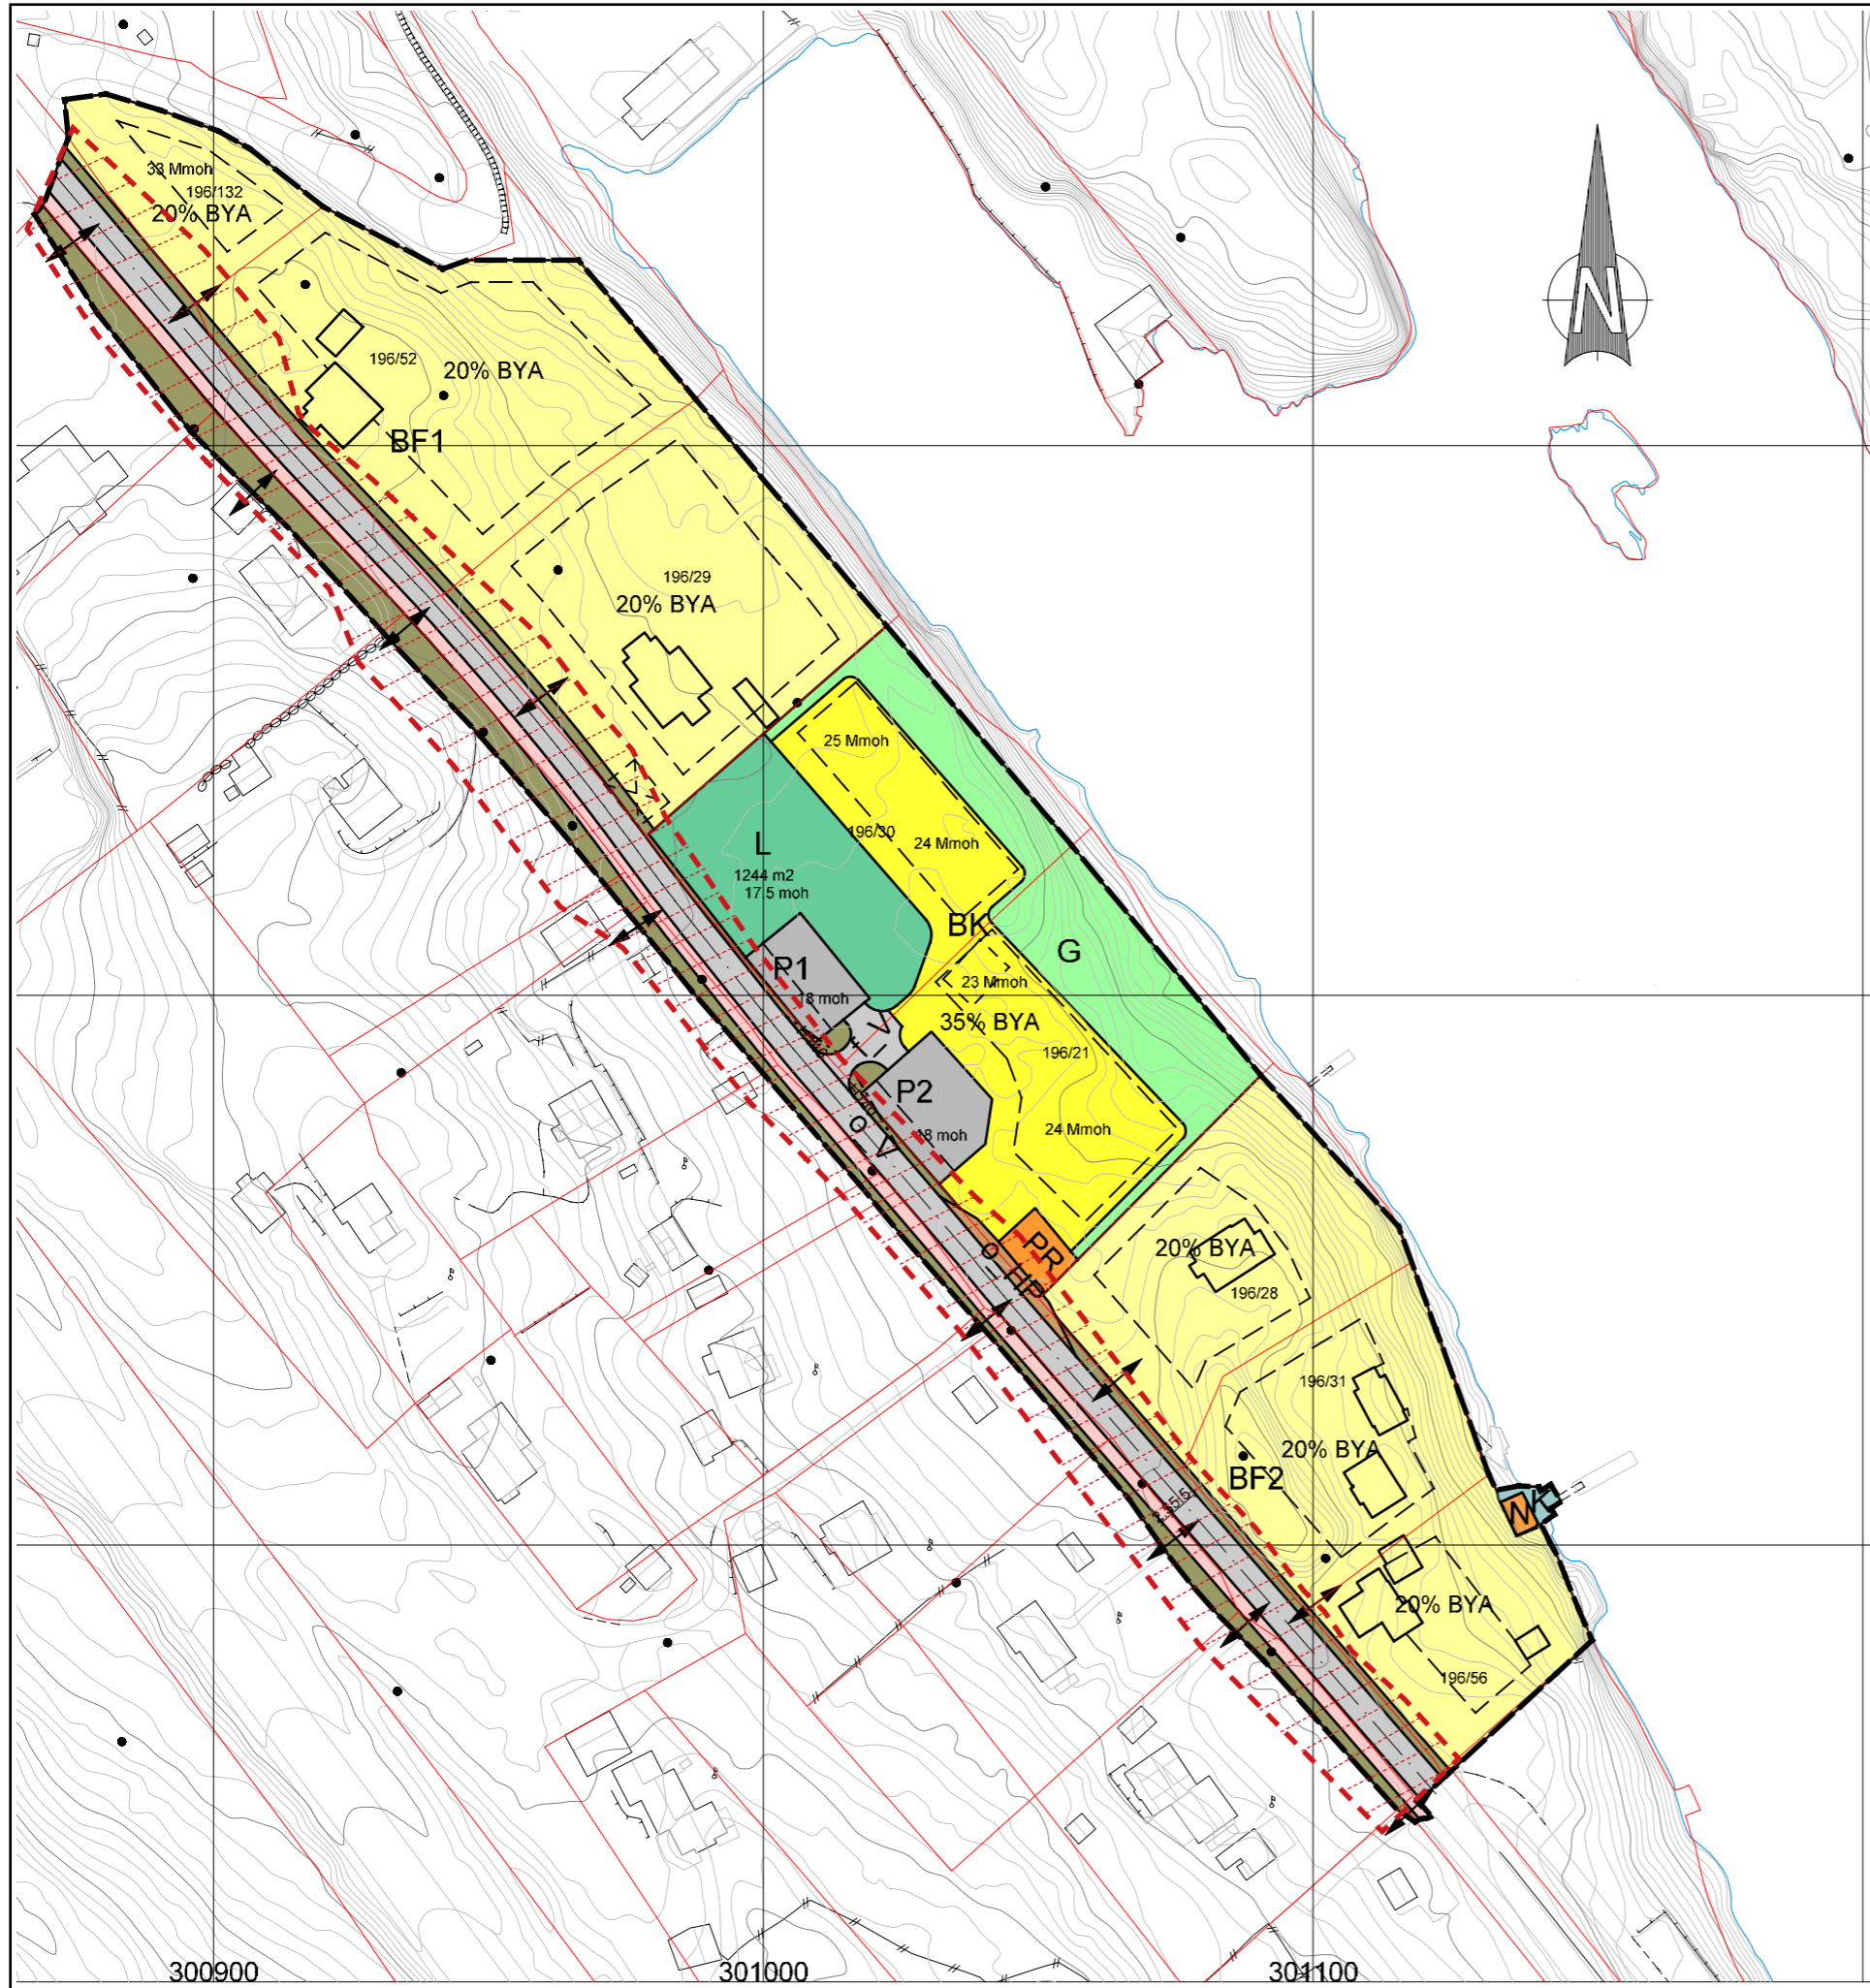 33 Mmoh
196/132
20% BYA
N
196/52
20% BYA
BF1
196/29
20% BYA
25 Mmoh
196/30
24 Mmoh
L
1244 m2
17.5 moh
BK
G
P1
18 moh
23 Mmoh
35% BYA
196/21
V
P2
18 moh
24 Mmoh
O V
PR
O HP
20% BYA
196/28
196/31
20% BYA
BF2
N K
20% BYA
196/56
300900
301000
301100